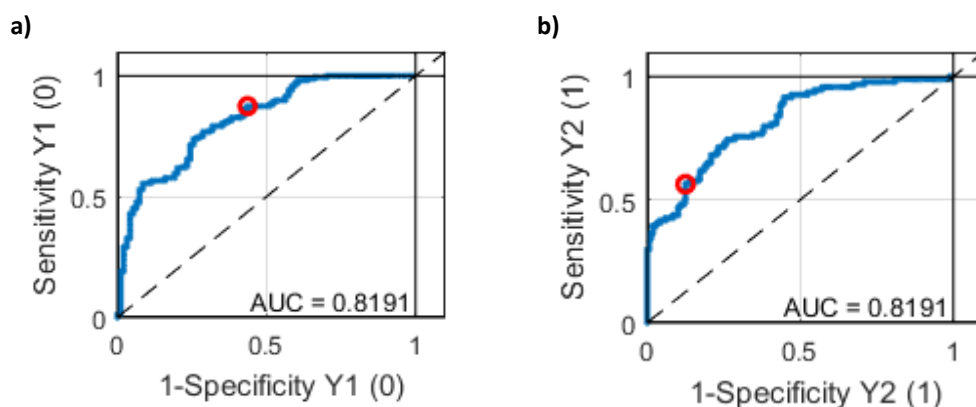 a)
Sensitivity Y1 (0)
1
0.5
0
AUC = 0.8191
0
0.5
1
1-Specificity Y1 (0)
b)
Sensitivity Y2 (1)
1
0.5
0
AUC = 0.8191
0
0.5
1
1-Specificity Y2 (1)